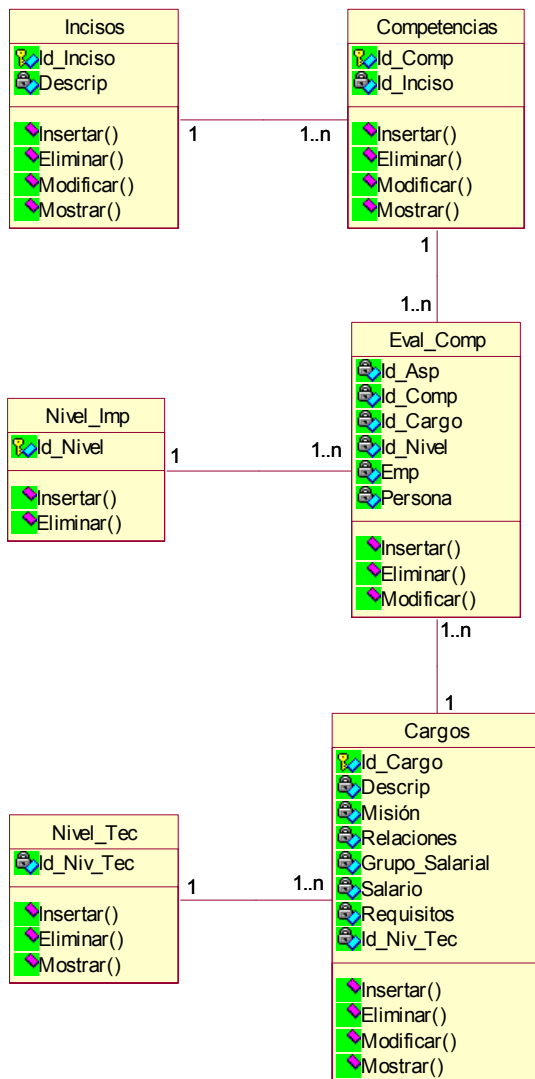 Incisos
Id_Inciso
Descrip
Insertar()
Eliminar()
Modificar()
Mostrar()
1
1..n
Competencias
Id_Comp
Id_Inciso
Insertar()
Eliminar()
Modificar()
Mostrar()
1
1..n
Eval_Comp
Id_Asp
Id_Comp
Id_Cargo
Id_Nivel
Emp
Persona
Insertar()
Eliminar()
Modificar()
Nivel_Imp
Id_Nivel
Insertar()
Eliminar()
1
1..n
1..n
1
Cargos
Id_Cargo
Descrip
Misión
Relaciones
Grupo_Salarial
Salario
Requisitos
Id_Niv_Tec
Insertar()
Eliminar()
Modificar()
Mostrar()
Nivel_Tec
Id_Niv_Tec
Insertar()
Eliminar()
Mostrar()
1
1..n